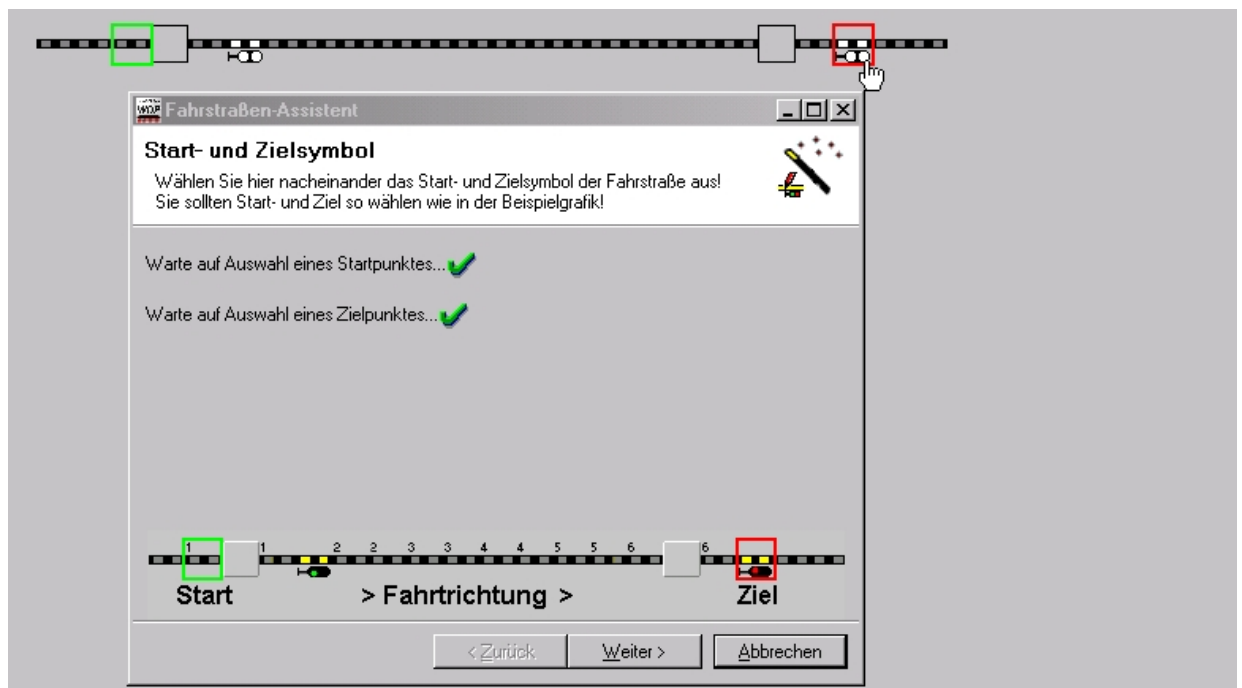 Fahrstraßen-Assistent
Start- und Zielsymbol
Wählen Sie hier nacheinander das Start- und Zielsymbol der Fahrstraße aus!
Sie sollten Start- und Ziel so wählen wie in der Beispielgrafik!
Warte auf Auswahl eines Startpunktes...
Warte auf Auswahl eines Zielpunktes...
1 1 2 2 3 3 4 4 5 5 6 6
Start > Fahrtrichtung > Ziel
< Zurück Weiter > Abbrechen